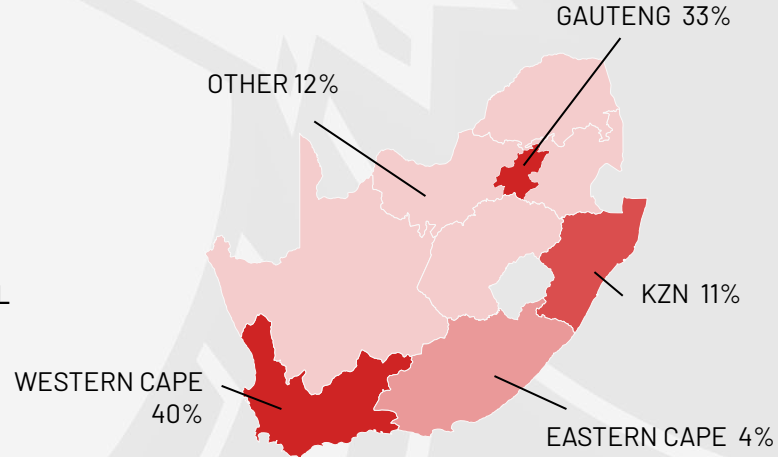 GAUTENG 33%
OTHER 12%
L
KZN 11%
WESTERN CAPE
40%
EASTERN CAPE 4%